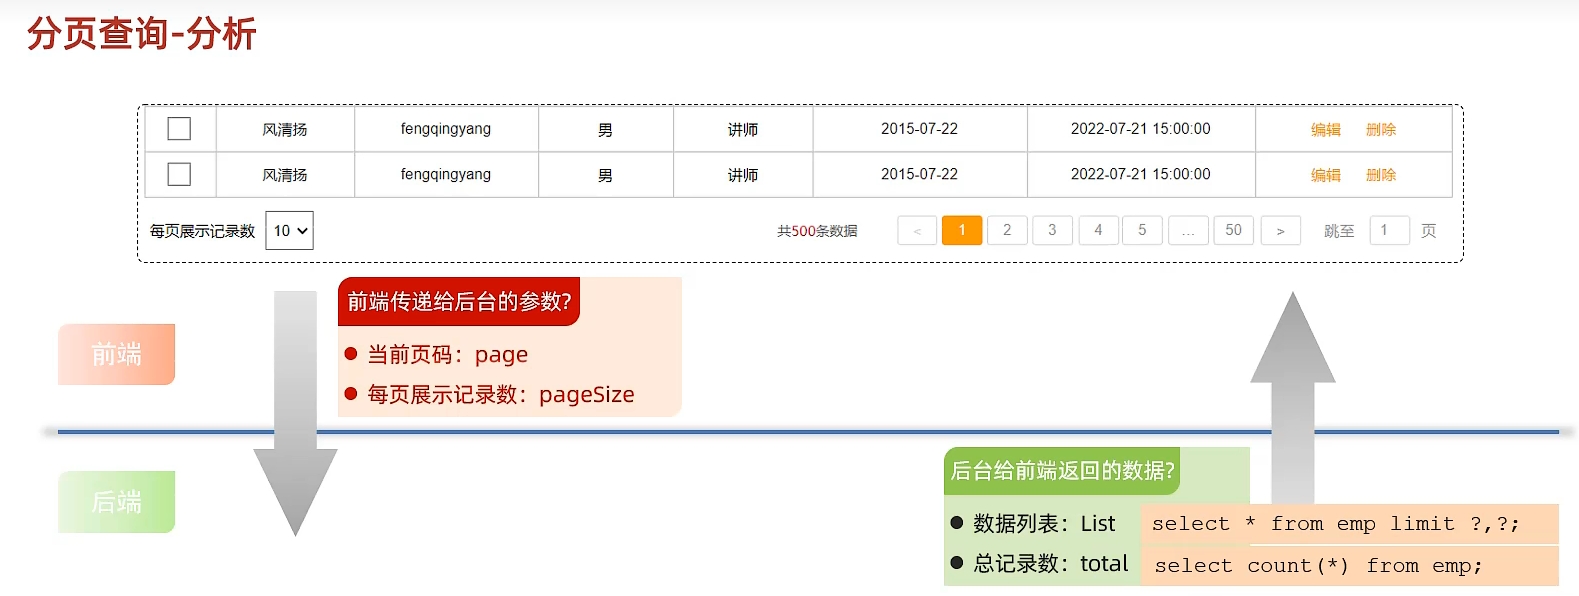 分页查询-分析
风清扬 fengqingyang 男 讲师 2015-07-22 2022-07-21 15:00:00 编辑 删除
风清扬 fengqingyang 男 讲师 2015-07-22 2022-07-21 15:00:00 编辑 删除
每页展示记录数 10 共500条数据 < 1 2 3 4 5 ... 50 > 跳至 1 页
前端传递给后台的参数?
前端
当前页码：page
每页展示记录数：pageSize
后台给前端返回的数据?
后端
数据列表：List select * from emp limit ?,?;
总记录数：total select count(*) from emp;